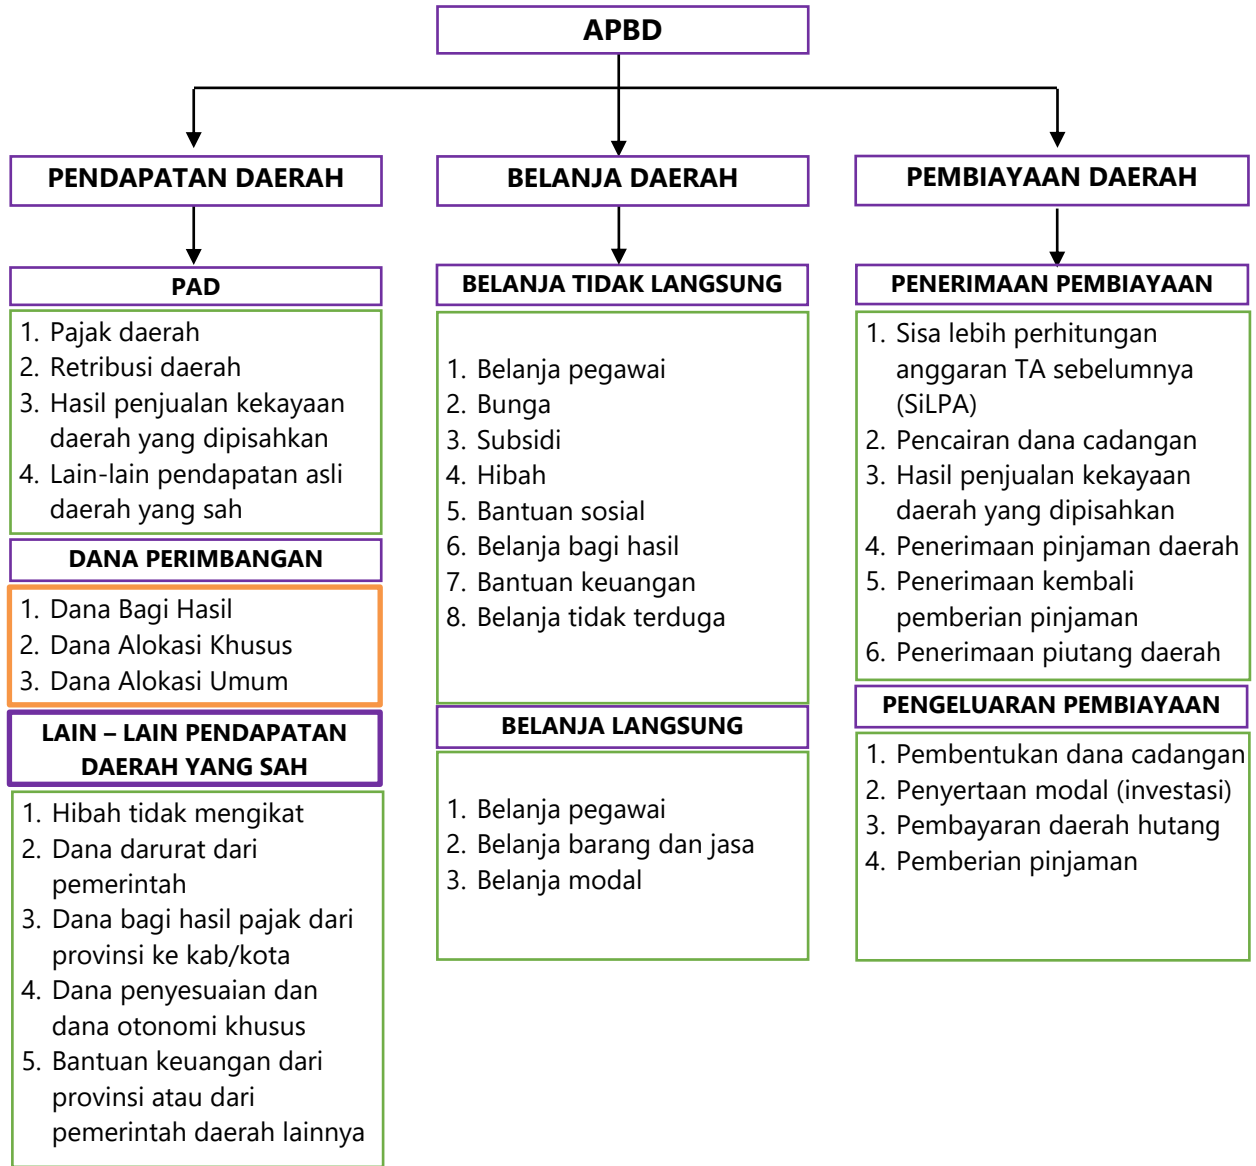 APBD
PENDAPATAN DAERAH
PAD
1. Pajak daerah
2. Retribusi daerah
3. Hasil penjualan kekayaan
daerah yang dipisahkan
4. Lain-lain pendapatan asli
daerah yang sah
DANA PERIMBANGAN
1. Dana Bagi Hasil
2. Dana Alokasi Khusus
3. Dana Alokasi Umum
LAIN – LAIN PENDAPATAN
DAERAH YANG SAH
1. Hibah tidak mengikat
2. Dana darurat dari
pemerintah
3. Dana bagi hasil pajak dari
provinsi ke kab/kota
4. Dana penyesuaian dan
dana otonomi khusus
5. Bantuan keuangan dari
provinsi atau dari
pemerintah daerah lainnya
BELANJA DAERAH
BELANJA TIDAK LANGSUNG
1. Belanja pegawai
2. Bunga
3. Subsidi
4. Hibah
5. Bantuan sosial
6. Belanja bagi hasil
7. Bantuan keuangan
8. Belanja tidak terduga
BELANJA LANGSUNG
1. Belanja pegawai
2. Belanja barang dan jasa
3. Belanja modal
PEMBIAYAAN DAERAH
PENERIMAAN PEMBIAYAAN
1. Sisa lebih perhitungan
anggaran TA sebelumnya
(SiLPA)
2. Pencairan dana cadangan
3. Hasil penjualan kekayaan
daerah yang dipisahkan
4. Penerimaan pinjaman daerah
5. Penerimaan kembali
pemberian pinjaman
6. Penerimaan piutang daerah
PENGELUARAN PEMBIAYAAN
1. Pembentukan dana cadangan
2. Penyertaan modal (investasi)
3. Pembayaran daerah hutang
4. Pemberian pinjaman